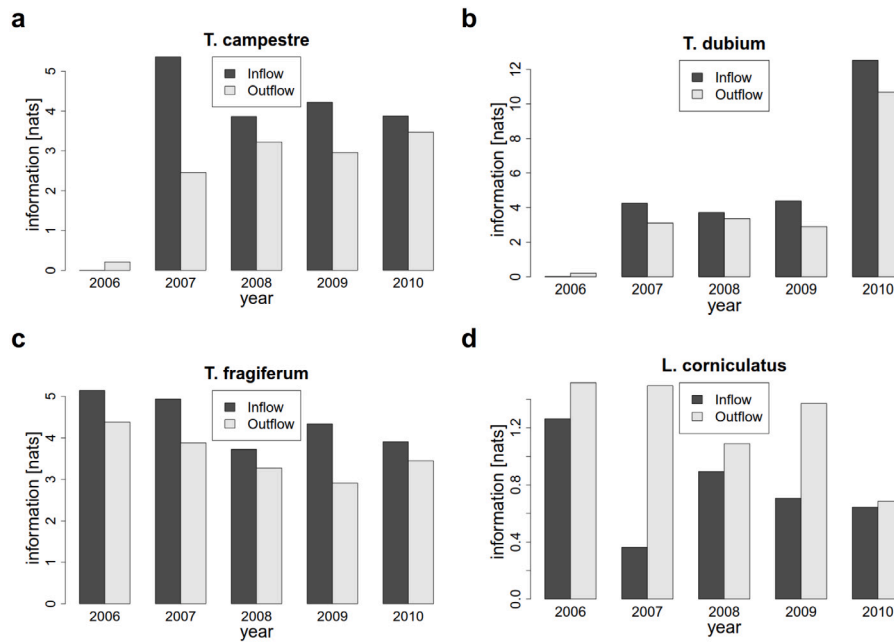 a
T. campestre
Inflow
Outflow
information [nats]
5
4
3
2
1
0
2006 2007 2008 2009 2010
year
b
T. dubium
Inflow
Outflow
information [nats]
12
10
8
6
4
2
0
2006 2007 2008 2009 2010
year
c
T. fragiferum
Inflow
Outflow
information [nats]
5
4
3
2
1
0
2006 2007 2008 2009 2010
year
d
L. corniculatus
Inflow
Outflow
information [nats]
1.2
0.8
0.4
0.0
2006 2007 2008 2009 2010
year